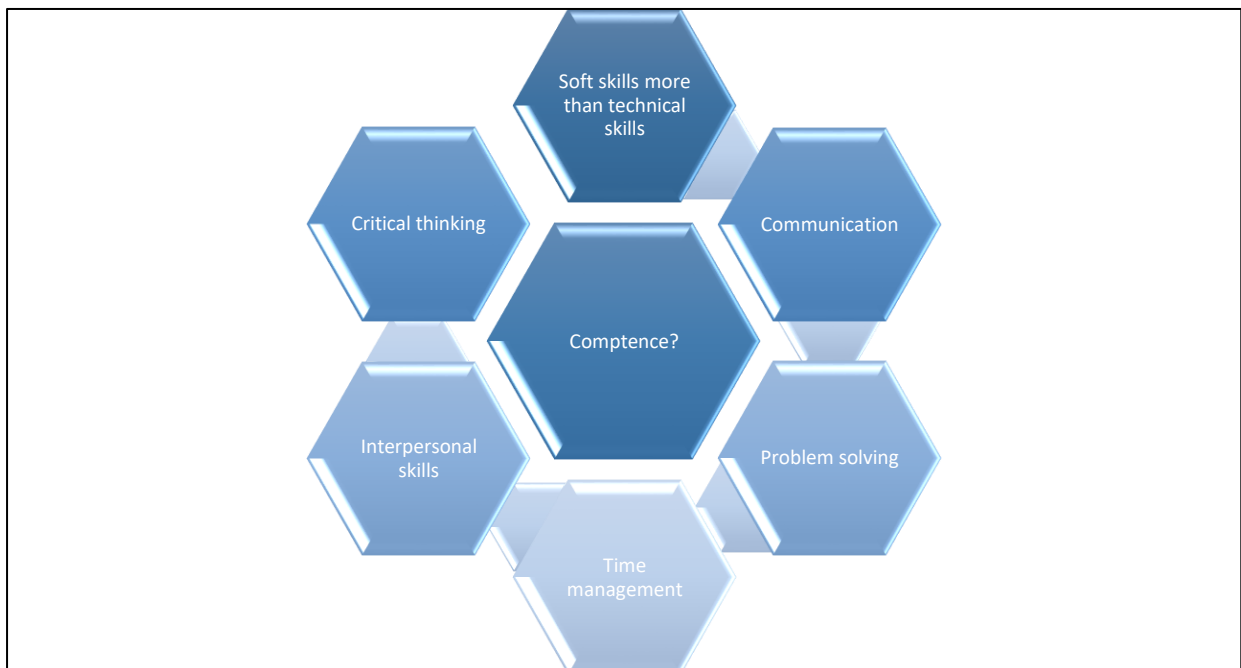 Soft skills more
than technical
skills
Critical thinking
Communication
Comptence?
Interpersonal
skills
Problem solving
Time
management